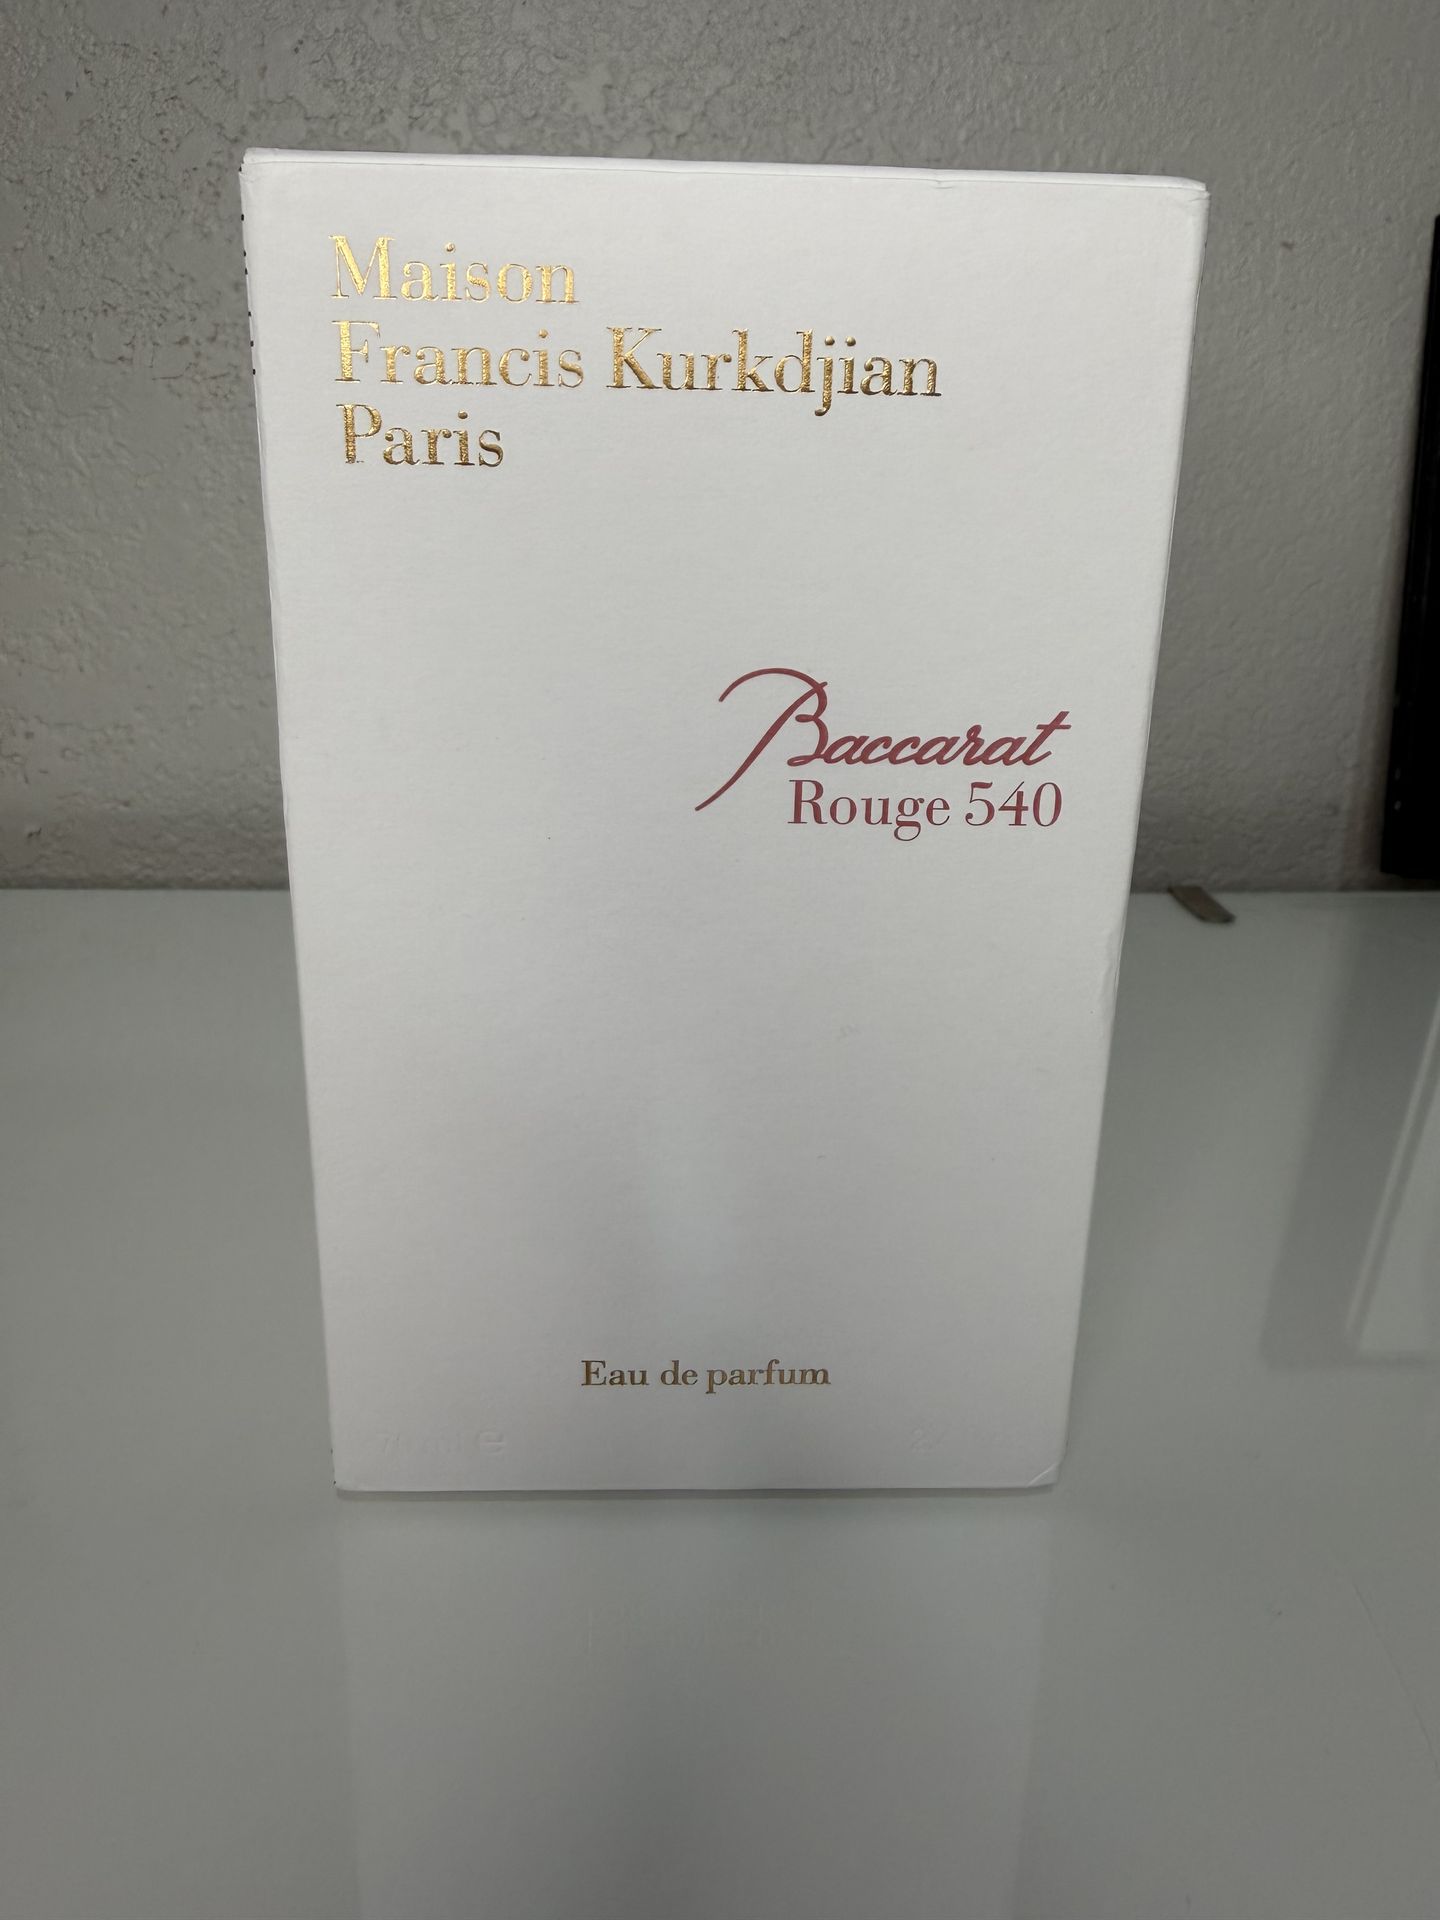 Maison
Francis Kurkdjian
Paris
Baccarat
Rouge 540
Eau de parfum